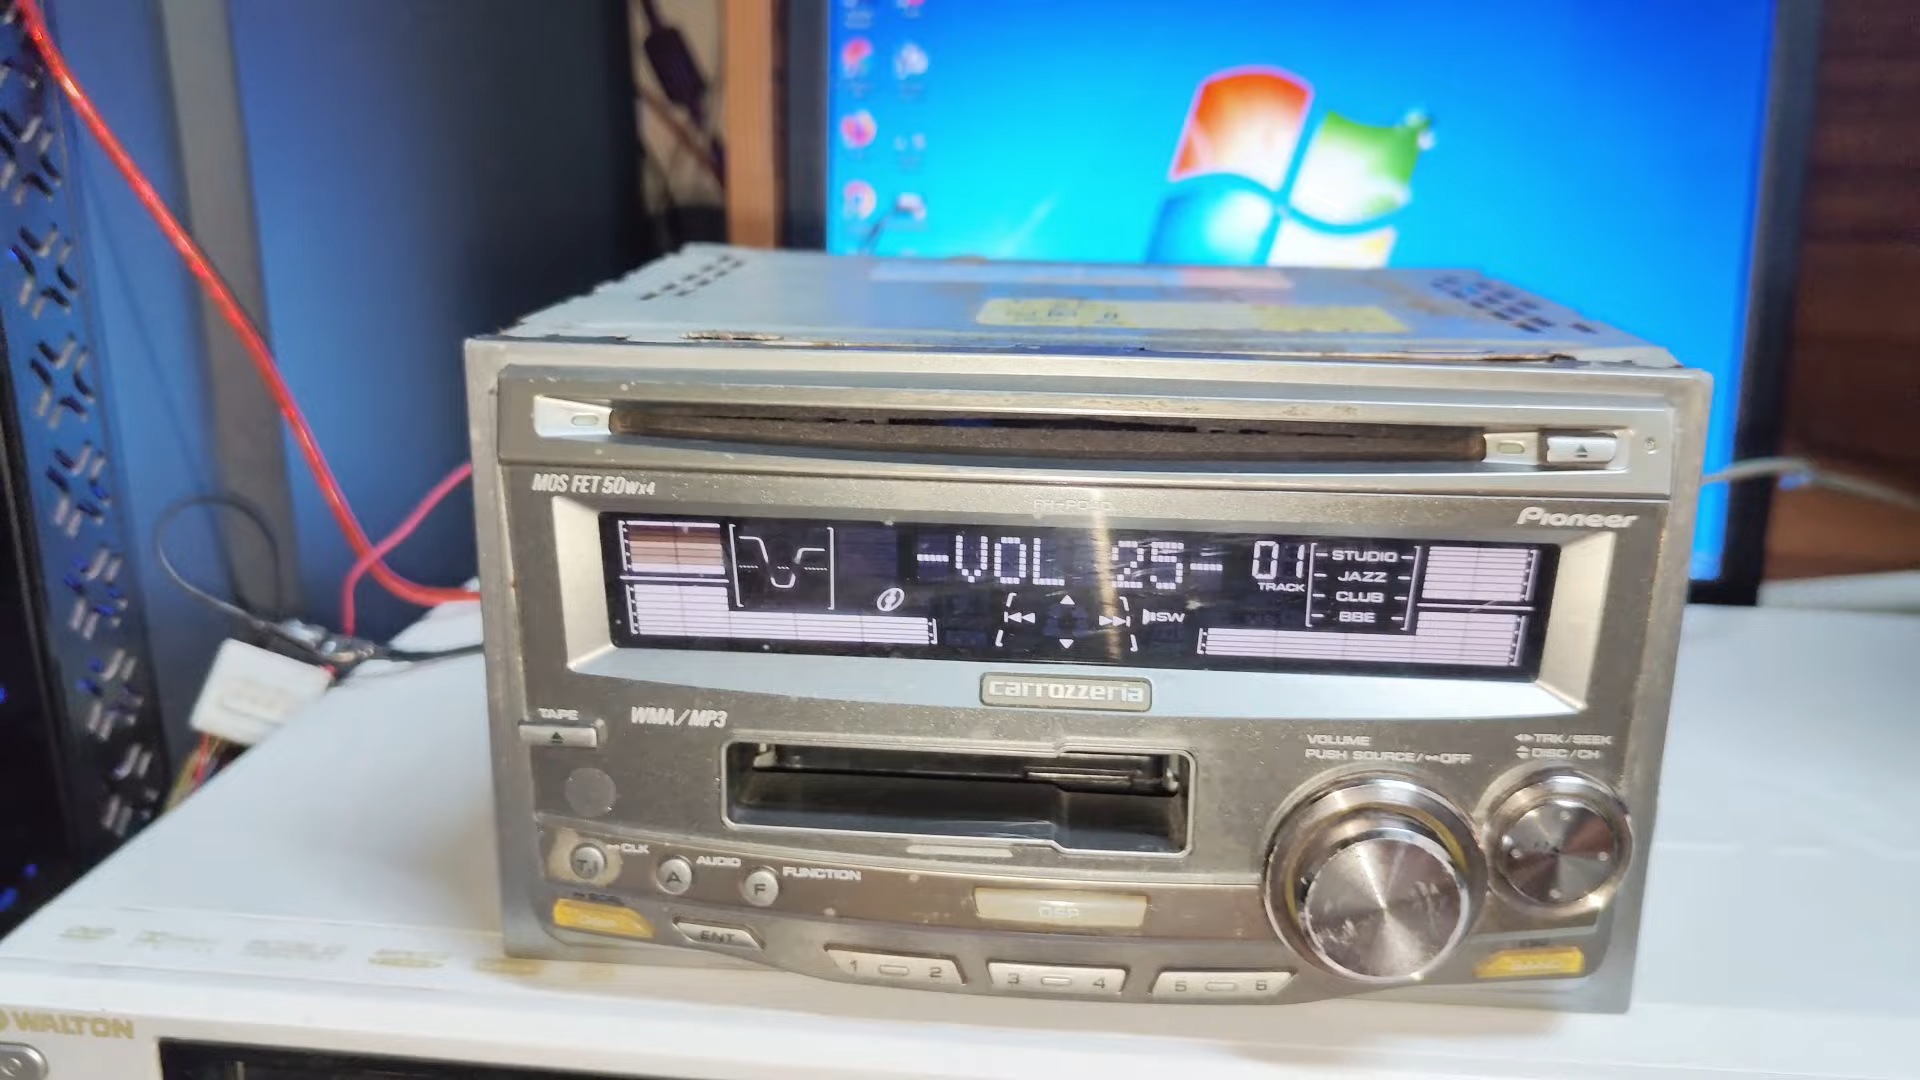 MOS FET 50Wx4
Pioneer
-VOL 25-
01
TRACK
STUDIO
JAZZ
CLUB
BBE
SW
carrozzeria
TAPE
WMA/MP3
VOLUME
PUSH SOURCE/OFF
TRK/SEEK
DISC/CH
CLK
T.I
A
AUDIO
F
FUNCTION
DSP
ENT
1 2
3 4
5 6
WALTON